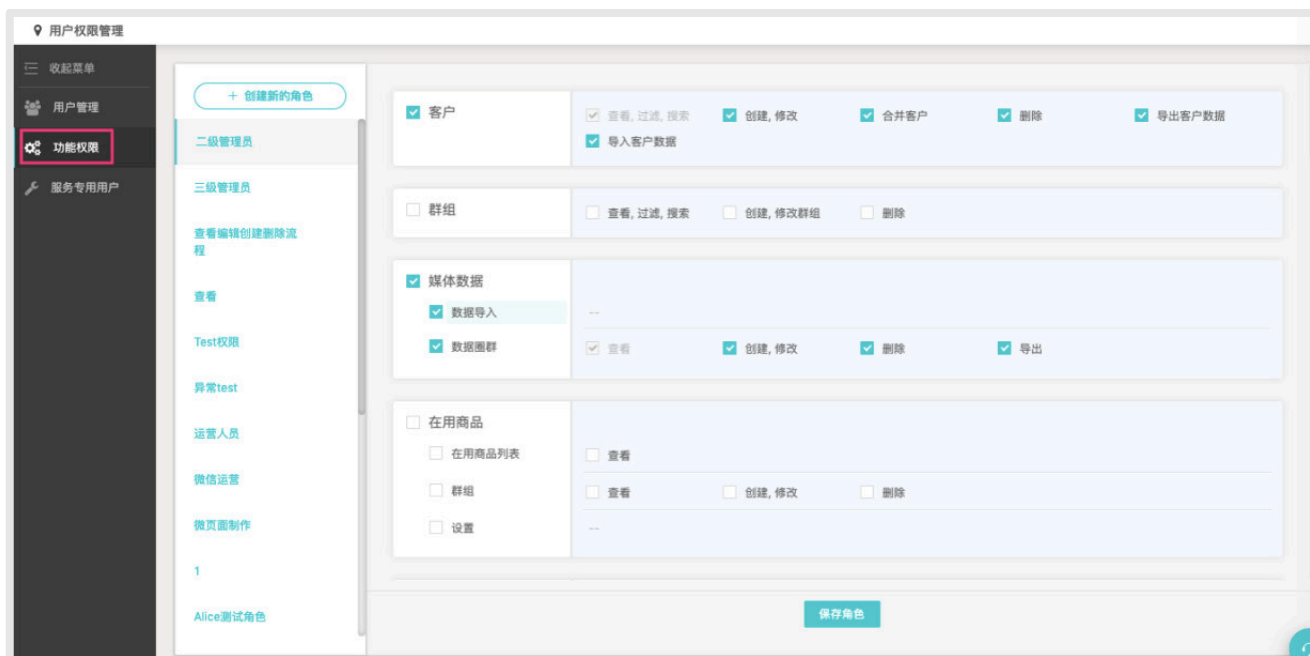 用户权限管理
收起菜单
用户管理
功能权限
服务专用用户
+ 创建新的角色
二级管理员
三级管理员
查看编辑创建删除流
程
查看
Test权限
异常test
运营人员
微信运营
微页面制作
1
Alice测试角色
客户
查看, 过滤, 搜索 创建, 修改 合并客户 删除 导出客户数据
导入客户数据
群组
查看, 过滤, 搜索 创建, 修改群组 删除
媒体数据
数据导入
--
数据圈群
查看 创建, 修改 删除 导出
在用商品
在用商品列表
查看
群组
查看 创建, 修改 删除
设置
--
保存角色